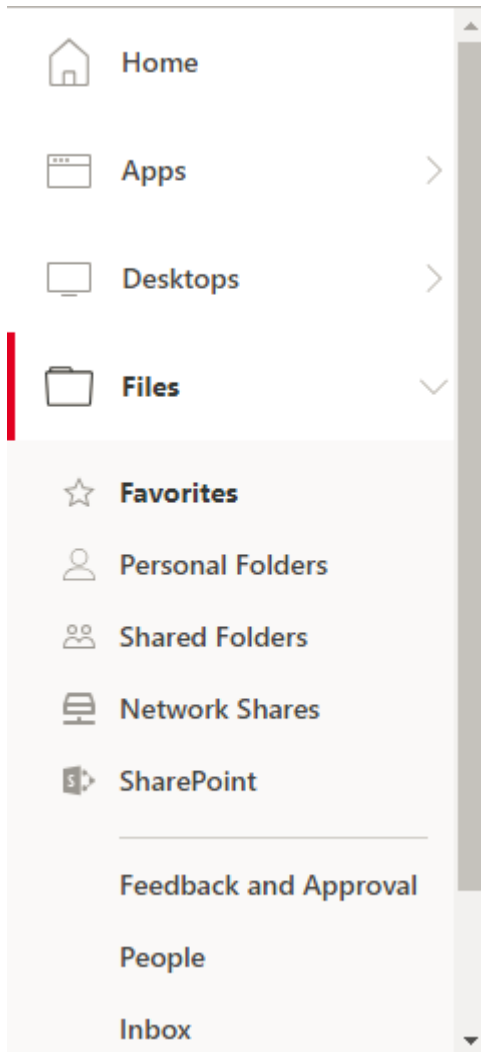 Home
Apps
Desktops
Files
Favorites
Personal Folders
Shared Folders
Network Shares
S
SharePoint
Feedback and Approval
People
Inbox